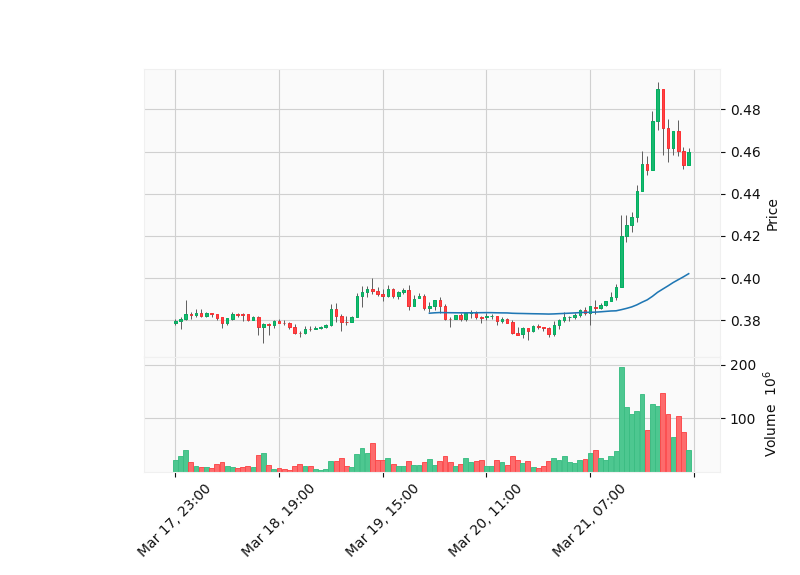 0.48
0.46
0.44
0.42
0.40
0.38
Price
200
100
Volume 10^6
Mar 17, 23:00
Mar 18, 19:00
Mar 19, 15:00
Mar 20, 11:00
Mar 21, 07:00